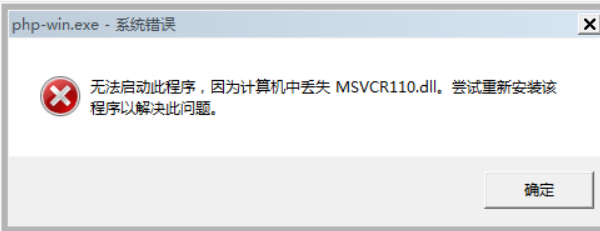 php-win.exe - 系统错误
无法启动此程序，因为计算机中丢失 MSVCR110.dll。尝试重新安装该
程序以解决此问题。
确定